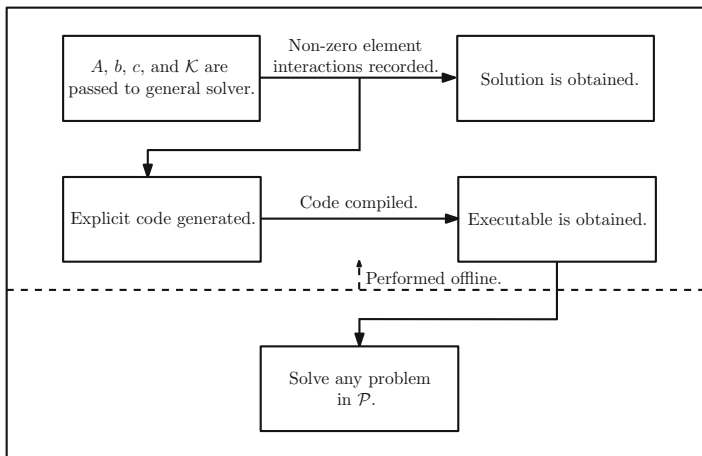 A, b, c, and 𝒦 are
passed to general solver.
Non-zero element
interactions recorded.
Solution is obtained.
Explicit code generated.
Code compiled.
Executable is obtained.
Performed offline.
Solve any problem
in 𝒫.